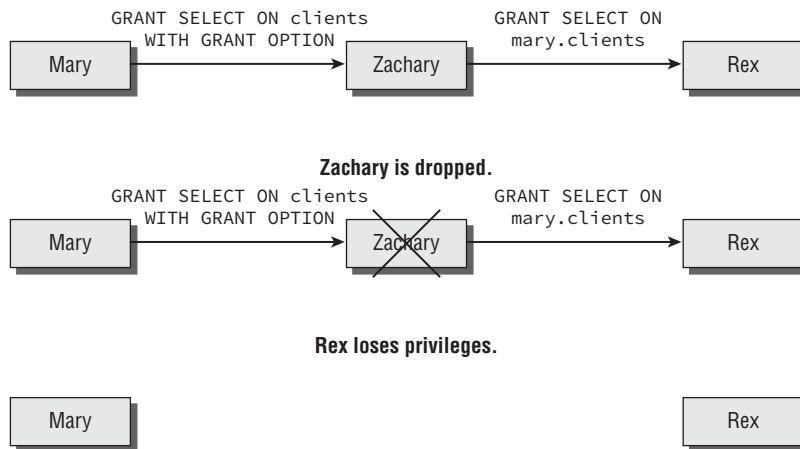 GRANT SELECT ON clients
WITH GRANT OPTION
GRANT SELECT ON
mary.clients
Mary
Zachary
Rex
Zachary is dropped.
GRANT SELECT ON clients
WITH GRANT OPTION
GRANT SELECT ON
mary.clients
Mary
Zachary
Rex
Rex loses privileges.
Mary
Rex